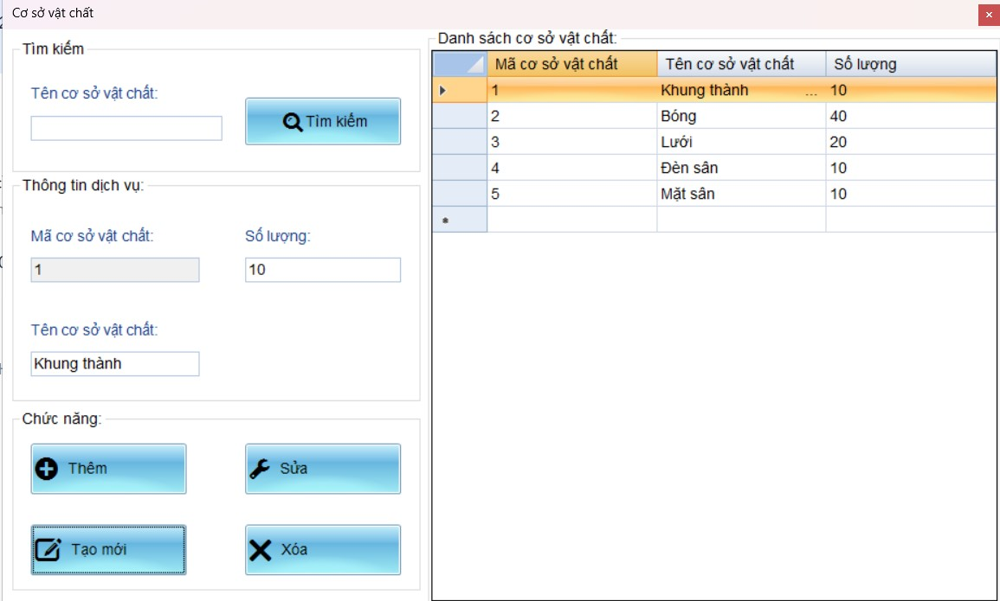 Cơ sở vật chất
Tìm kiếm
Tên cơ sở vật chất:
Tìm kiếm
Thông tin dịch vụ:
Mã cơ sở vật chất:
Số lượng:
1
10
Tên cơ sở vật chất:
Khung thành
Chức năng:
Thêm
Sửa
Tạo mới
Xóa
Danh sách cơ sở vật chất:
Mã cơ sở vật chất Tên cơ sở vật chất Số lượng
1 Khung thành ... 10
2 Bóng 40
3 Lưới 20
4 Đèn sân 10
5 Mặt sân 10